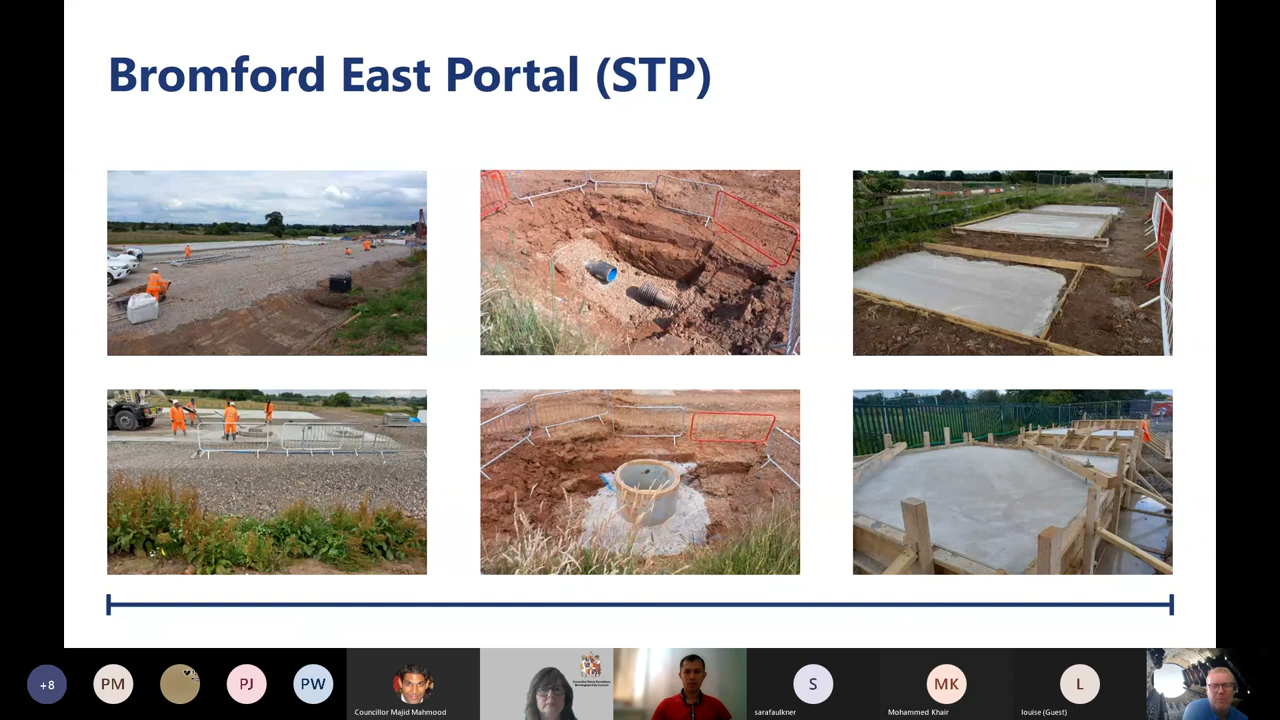 Bromford East Portal (STP)
+8
PM
PJ
PW
Councillor Majid Mahmood
S
sarafaulkner
MK
Mohammed Khair
L
louise (Guest)